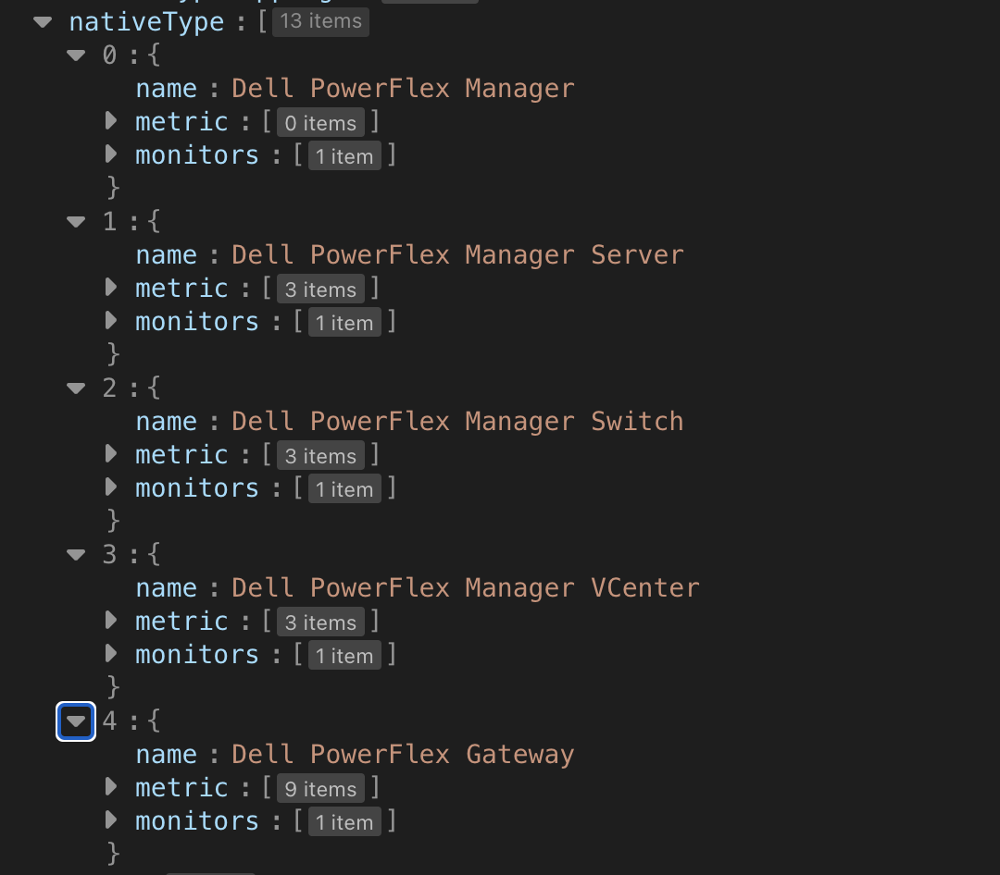 nativeType : [ 13 items
0 : {
name : Dell PowerFlex Manager
metric : [ 0 items ]
monitors : [ 1 item ]
}
1 : {
name : Dell PowerFlex Manager Server
metric : [ 3 items ]
monitors : [ 1 item ]
}
2 : {
name : Dell PowerFlex Manager Switch
metric : [ 3 items ]
monitors : [ 1 item ]
}
3 : {
name : Dell PowerFlex Manager VCenter
metric : [ 3 items ]
monitors : [ 1 item ]
}
4 : {
name : Dell PowerFlex Gateway
metric : [ 9 items ]
monitors : [ 1 item ]
}